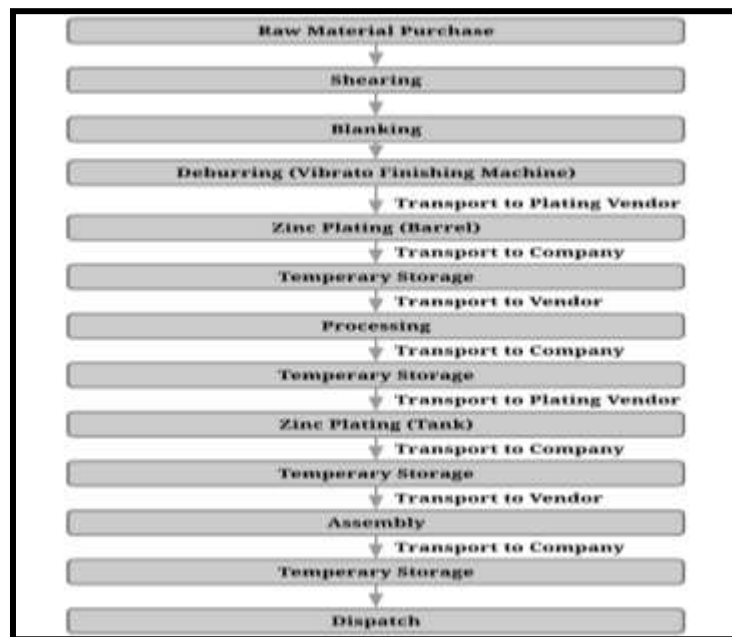 Raw Material Purchase
Shearing
Blanking
Deburring (Vibrato Finishing Machine)
Transport to Plating Vendor
Zinc Plating (Barrel)
Transport to Company
Temperary Storage
Transport to Vendor
Processing
Transport to Company
Temperary Storage
Transport to Plating Vendor
Zinc Plating (Tank)
Transport to Company
Temperary Storage
Transport to Vendor
Assembly
Transport to Company
Temperary Storage
Dispatch